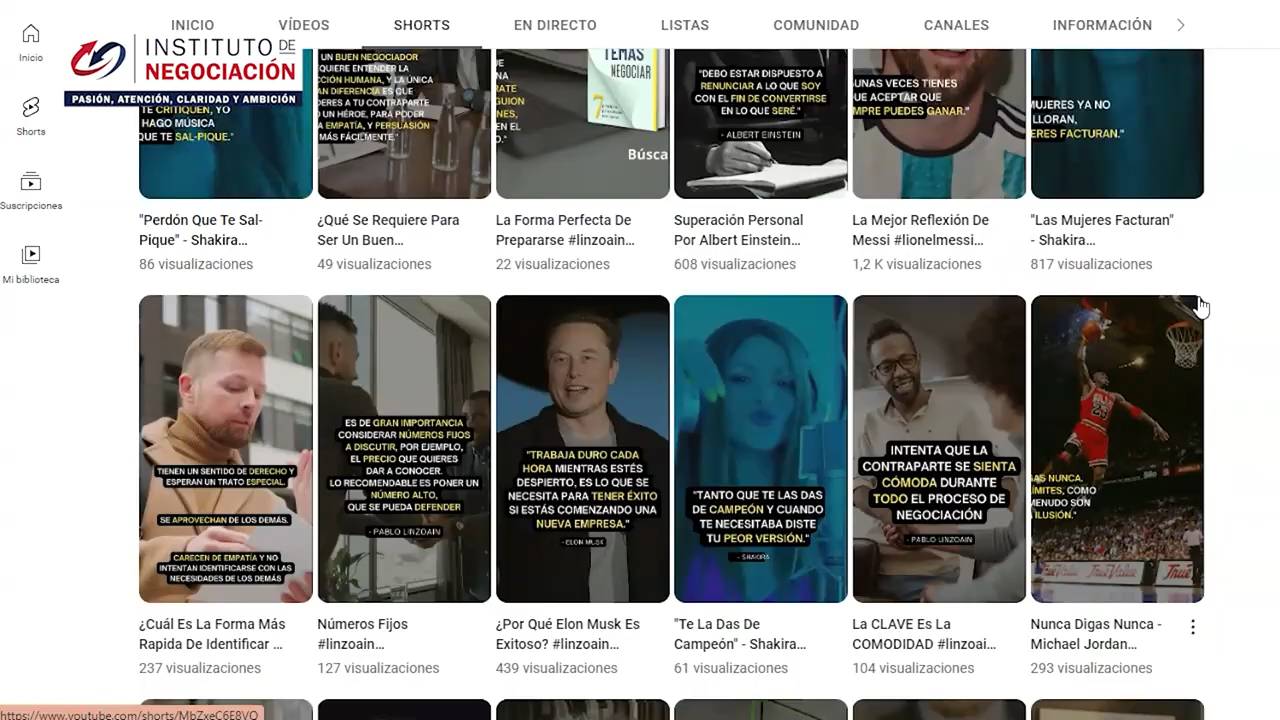 INICIO
VÍDEOS
SHORTS
EN DIRECTO
LISTAS
COMUNIDAD
CANALES
INFORMACIÓN
Inicio
Shorts
Suscripciones
Mi biblioteca
INSTITUTO DE
NEGOCIACIÓN
PASIÓN, ATENCIÓN, CLARIDAD Y AMBICIÓN
TE CRITIQUEN, YO
HAGO MÚSICA
QUE TE SAL-PIQUE."
UN BUEN NEGOCIADOR
QUIERE ENTENDER LA
CCIÓN HUMANA, Y LA ÚNICA
AN DIFERENCIA ES QUE
DERES A TU CONTRAPARTE
UN HÉROE, PARA PODER
EMPATÍA, Y PERSUASIÓN
MÁS FÁCILMENTE."
TEMAS
NEGOCIAR
7
Búsca
"DEBO ESTAR DISPUESTO A
RENUNCIAR A LO QUE SOY
CON EL FIN DE CONVERTIRSE
EN LO QUE SERÉ."
- ALBERT EINSTEIN
UNAS VECES TIENES
UE ACEPTAR QUE
MPRE PUEDES GANAR."
MUJERES YA NO
LLORAN,
ERES FACTURAN."
"Perdón Que Te Sal-
Pique" - Shakira...
86 visualizaciones
¿Qué Se Requiere Para
Ser Un Buen...
49 visualizaciones
La Forma Perfecta De
Prepararse #linzoain...
22 visualizaciones
Superación Personal
Por Albert Einstein...
608 visualizaciones
La Mejor Reflexión De
Messi #lionelmessi...
1,2 K visualizaciones
"Las Mujeres Facturan"
- Shakira...
817 visualizaciones
TIENEN UN SENTIDO DE DERECHO Y
ESPERAN UN TRATO ESPECIAL.
SE APROVECHAN DE LOS DEMÁS.
CARECEN DE EMPATÍA Y NO
INTENTAN IDENTIFICARSE CON LAS
NECESIDADES DE LOS DEMÁS
ES DE GRAN IMPORTANCIA
CONSIDERAR NÚMEROS FIJOS
A DISCUTIR, POR EJEMPLO,
EL PRECIO QUE QUIERES
DAR A CONOCER.
LO RECOMENDABLE ES PONER UN
NÚMERO ALTO,
QUE SE PUEDA DEFENDER
- PABLO LINZOAIN
"TRABAJA DURO CADA
HORA MIENTRAS ESTÉS
DESPIERTO, ES LO QUE SE
NECESITA PARA TENER ÉXITO
SI ESTÁS COMENZANDO UNA
NUEVA EMPRESA."
- ELON MUSK
"TANTO QUE TE LAS DAS
DE CAMPEÓN Y CUANDO
TE NECESITABA DISTE
TU PEOR VERSIÓN."
- SHAKIRA
INTENTA QUE LA
CONTRAPARTE SE SIENTA
CÓMODA DURANTE
TODO EL PROCESO DE
NEGOCIACIÓN
- PABLO LINZOAIN
GAS NUNCA.
ÍMITES, COMO
MENUDO SON
ILUSIÓN."
23
TrueValue
True
¿Cuál Es La Forma Más
Rapida De Identificar ...
237 visualizaciones
Números Fijos
#linzoain...
127 visualizaciones
¿Por Qué Elon Musk Es
Exitoso? #linzoain...
439 visualizaciones
"Te La Das De
Campeón" - Shakira...
61 visualizaciones
La CLAVE Es La
COMODIDAD #linzoai...
104 visualizaciones
Nunca Digas Nunca -
Michael Jordan...
293 visualizaciones
https://www.youtube.com/shorts/MbZxeC6E8VQ